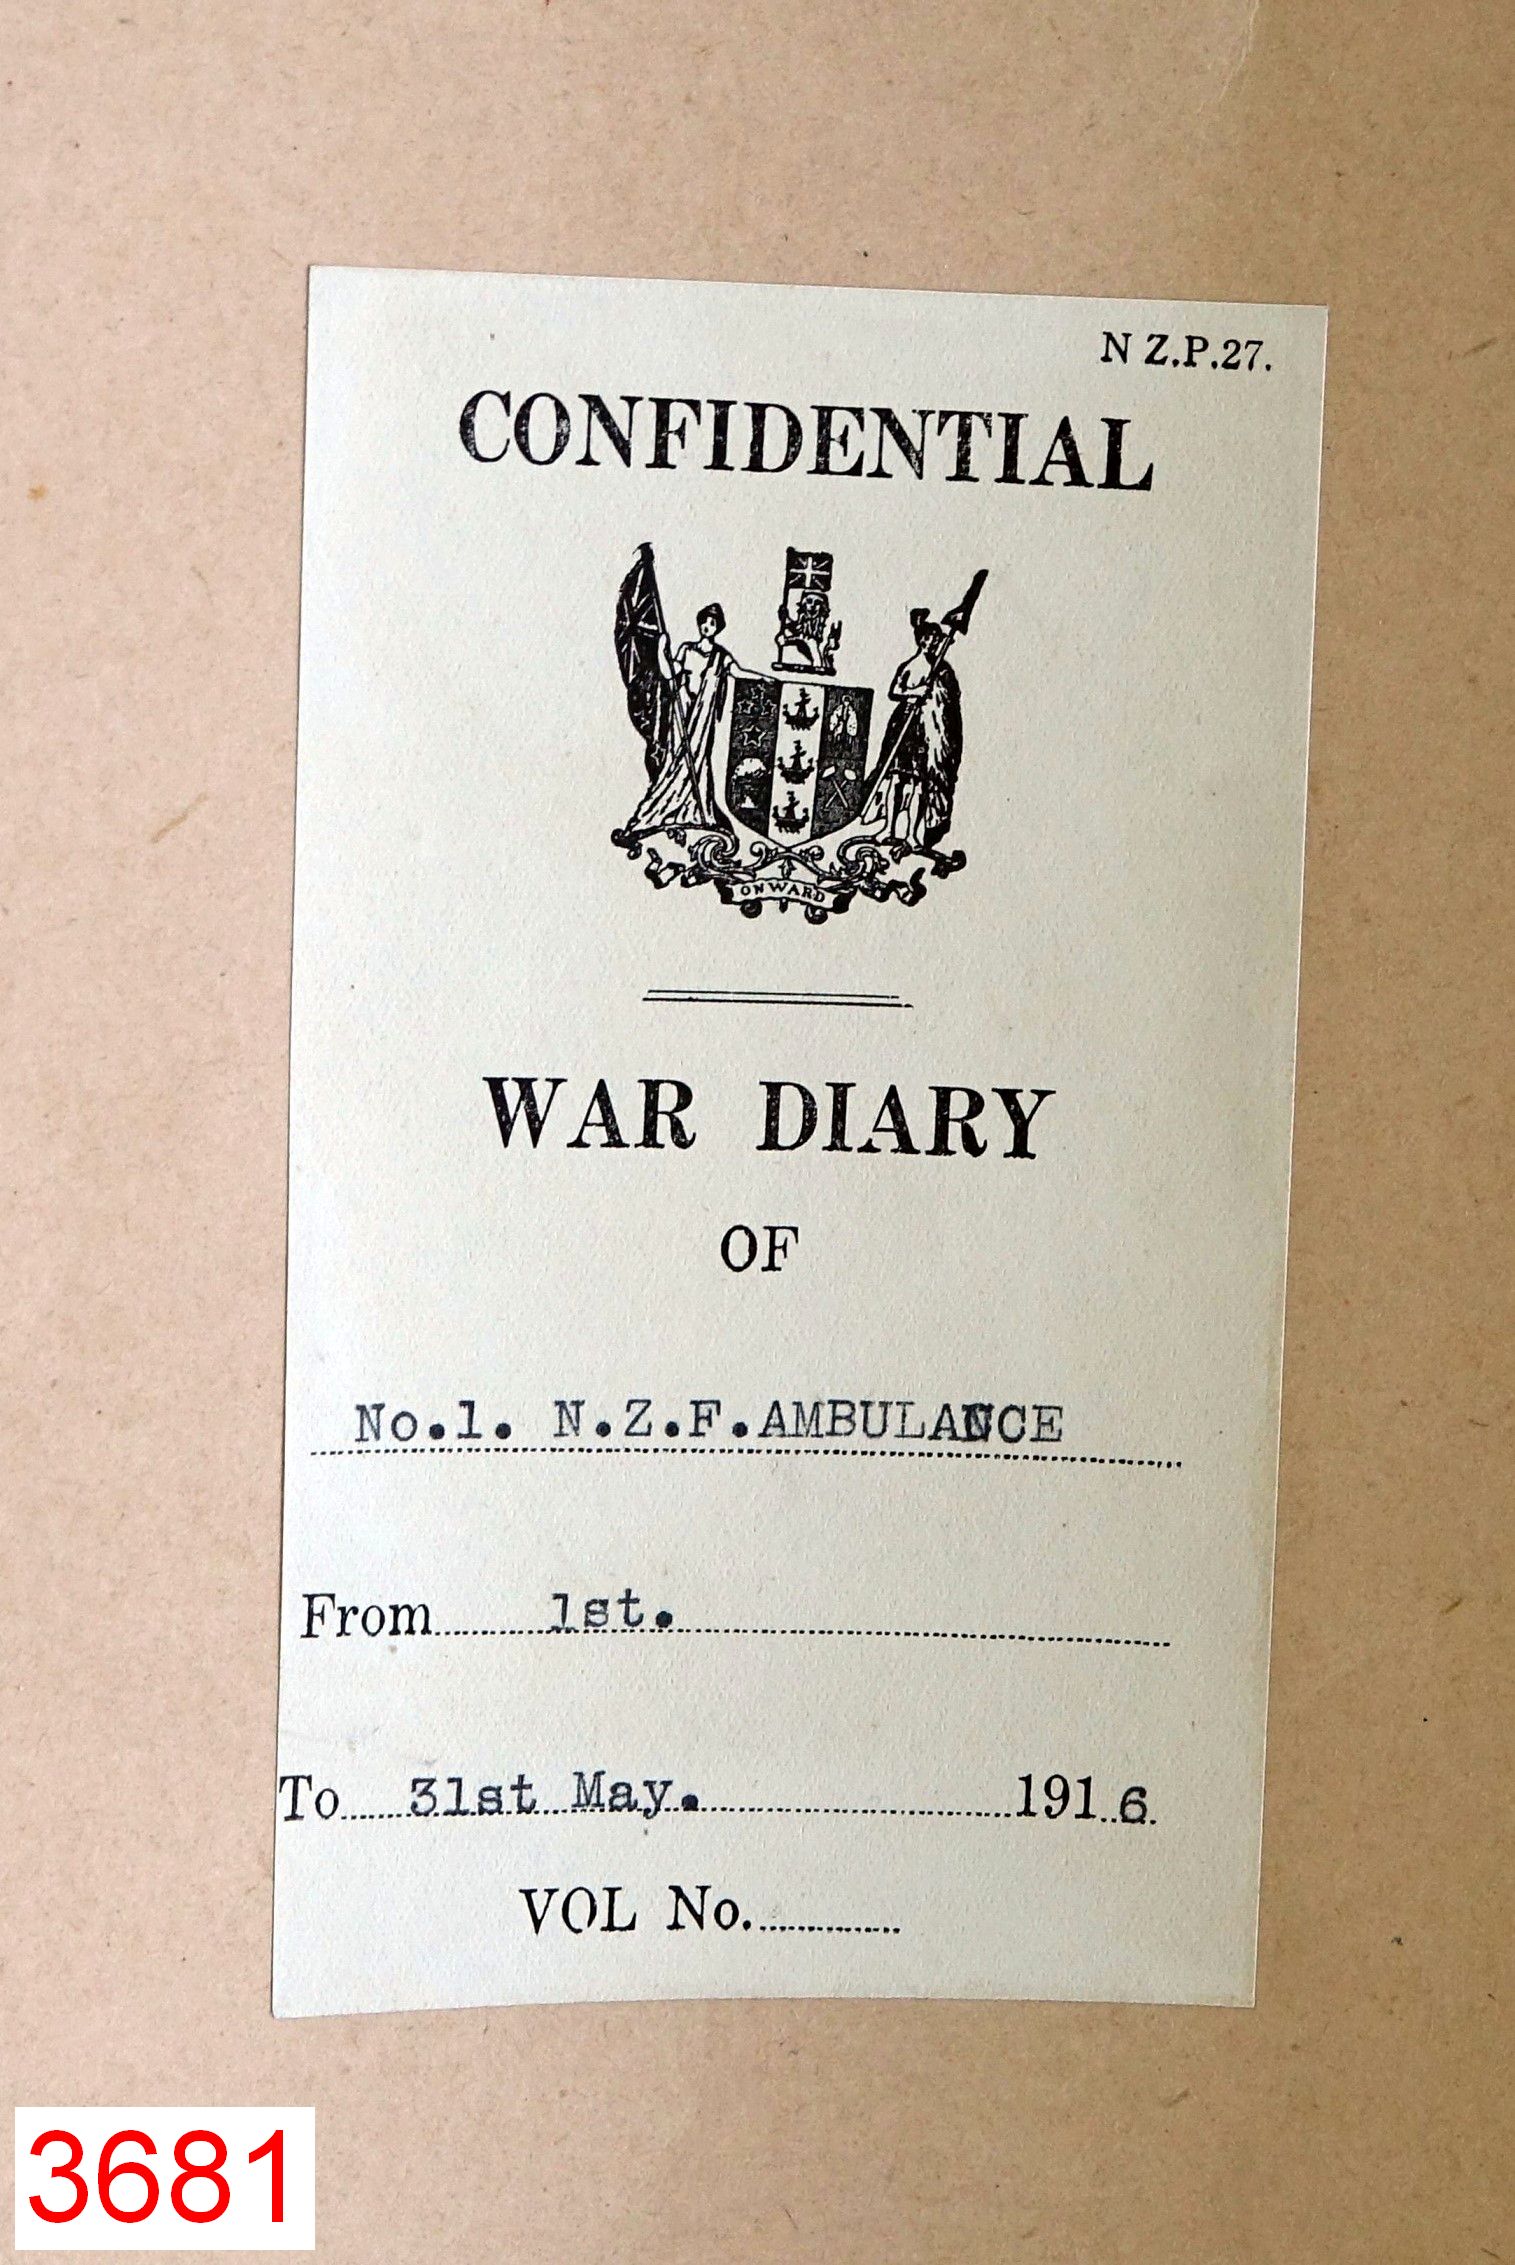 N Z.P.27.
CONFIDENTIAL
ONWARD
WAR DIARY
OF
No.1. N.Z.F.AMBULANCE
From 1st.
To 31st May. 1916.
VOL No.
3681